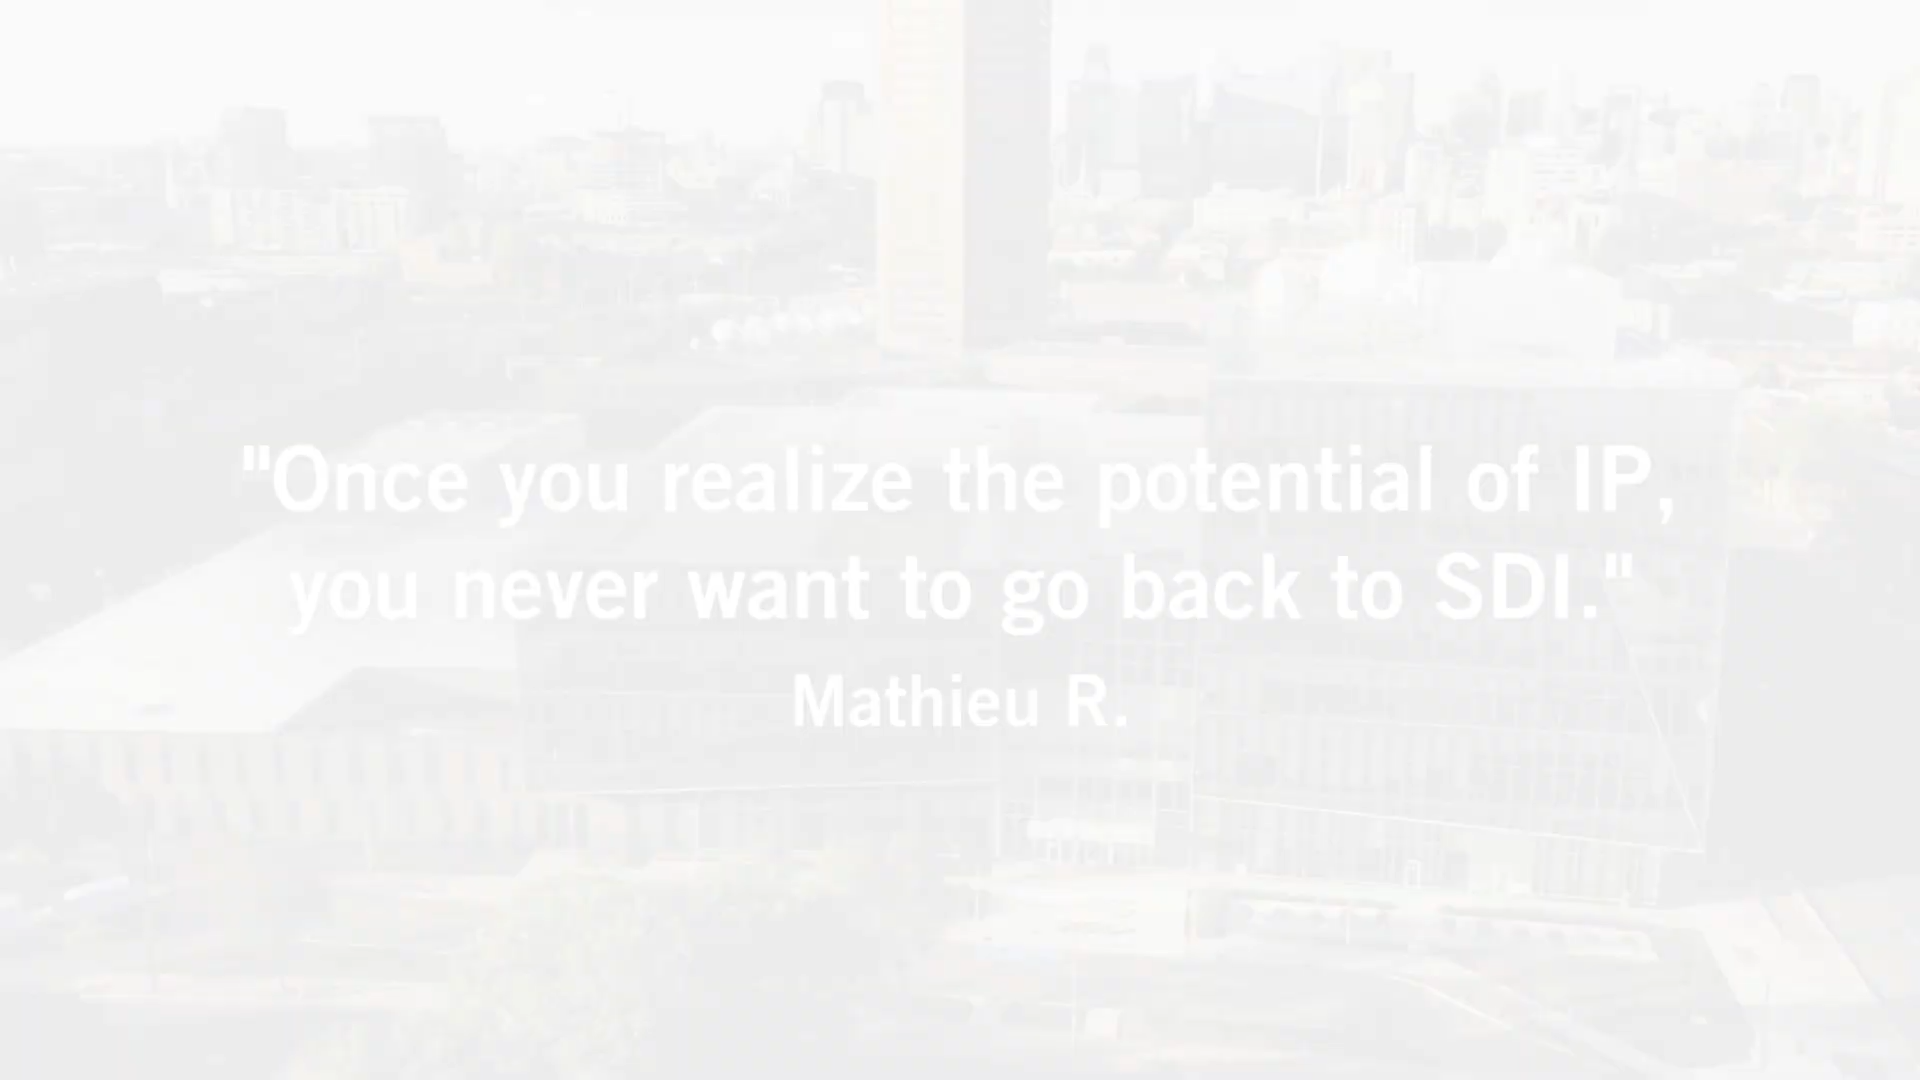 "Once you realize the potential of IP,
you never want to go back to SDI."
Mathieu R.